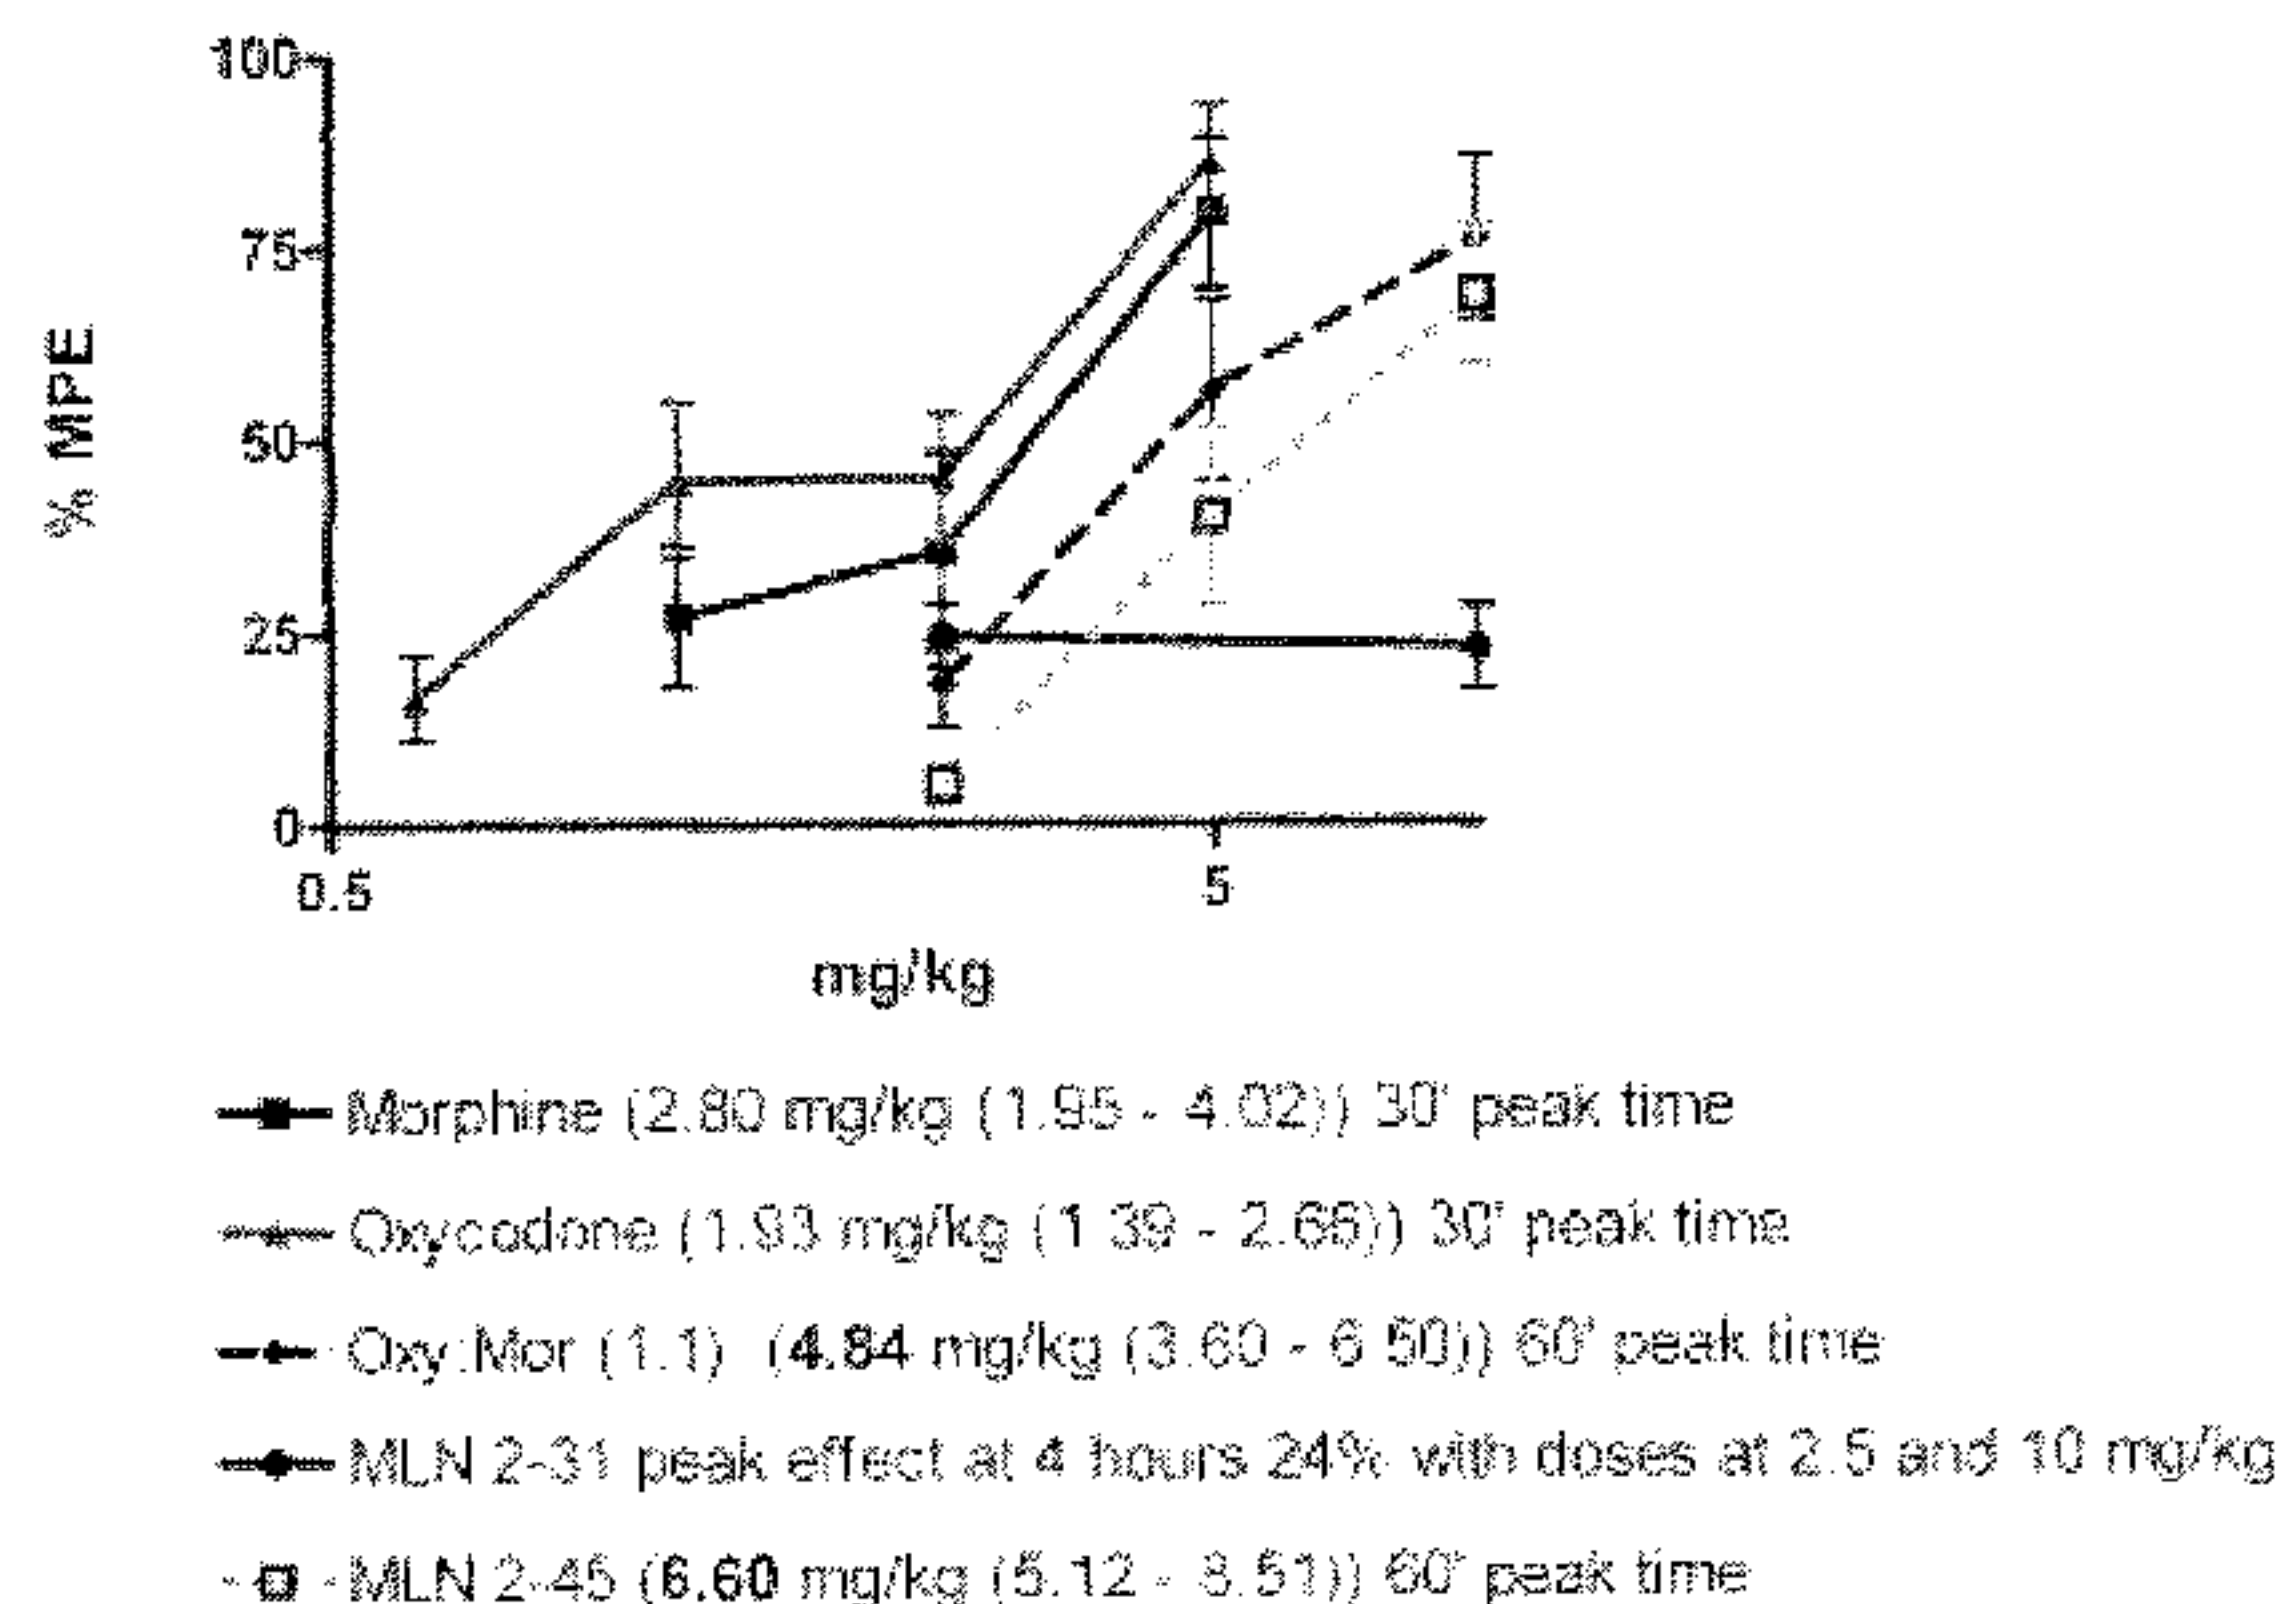 100
75
50
25
0
% MPE
0.5
5
mg/kg
Morphine (2.80 mg/kg (1.95 - 4.02)) 30' peak time
Oxycodone (1.93 mg/kg (1 39 - 2.66)) 30' peak time
Oxy:Mor (1.1) (4.84 mg/kg (3.60 - 6 50)) 60' peak time
MLN 2-31 peak effect at 4 hours 24% with doses at 2.5 and 10 mg/kg
MLN 2-45 (6.60 mg/kg (5.12 - 8.51)) 60' peak time